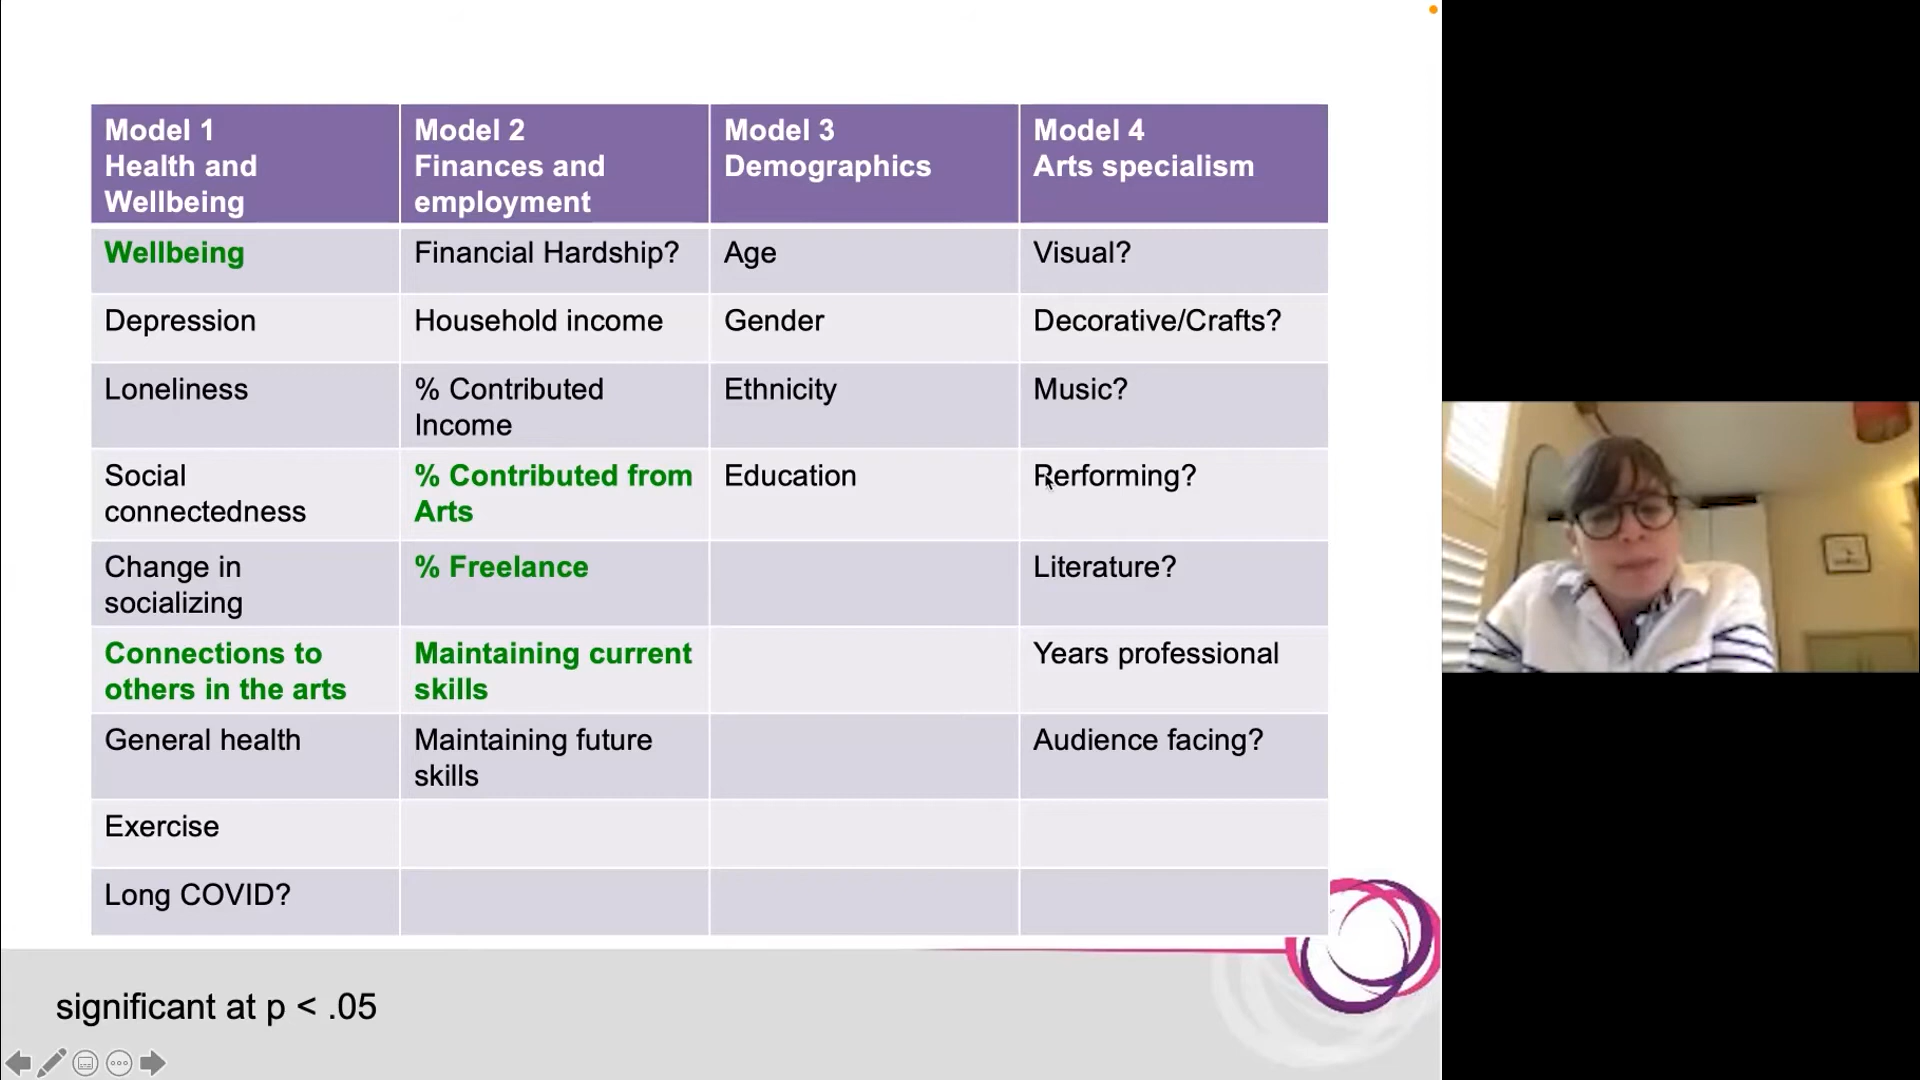 Model 1
Health and
Wellbeing
Model 2
Finances and
employment
Model 3
Demographics
Model 4
Arts specialism
Wellbeing
Financial Hardship?
Age
Visual?
Depression
Household income
Gender
Decorative/Crafts?
Loneliness
% Contributed
Income
Ethnicity
Music?
Social
connectedness
% Contributed from
Arts
Education
Performing?
Change in
socializing
% Freelance
Literature?
Connections to
others in the arts
Maintaining current
skills
Years professional
General health
Maintaining future
skills
Audience facing?
Exercise
Long COVID?
significant at p < .05